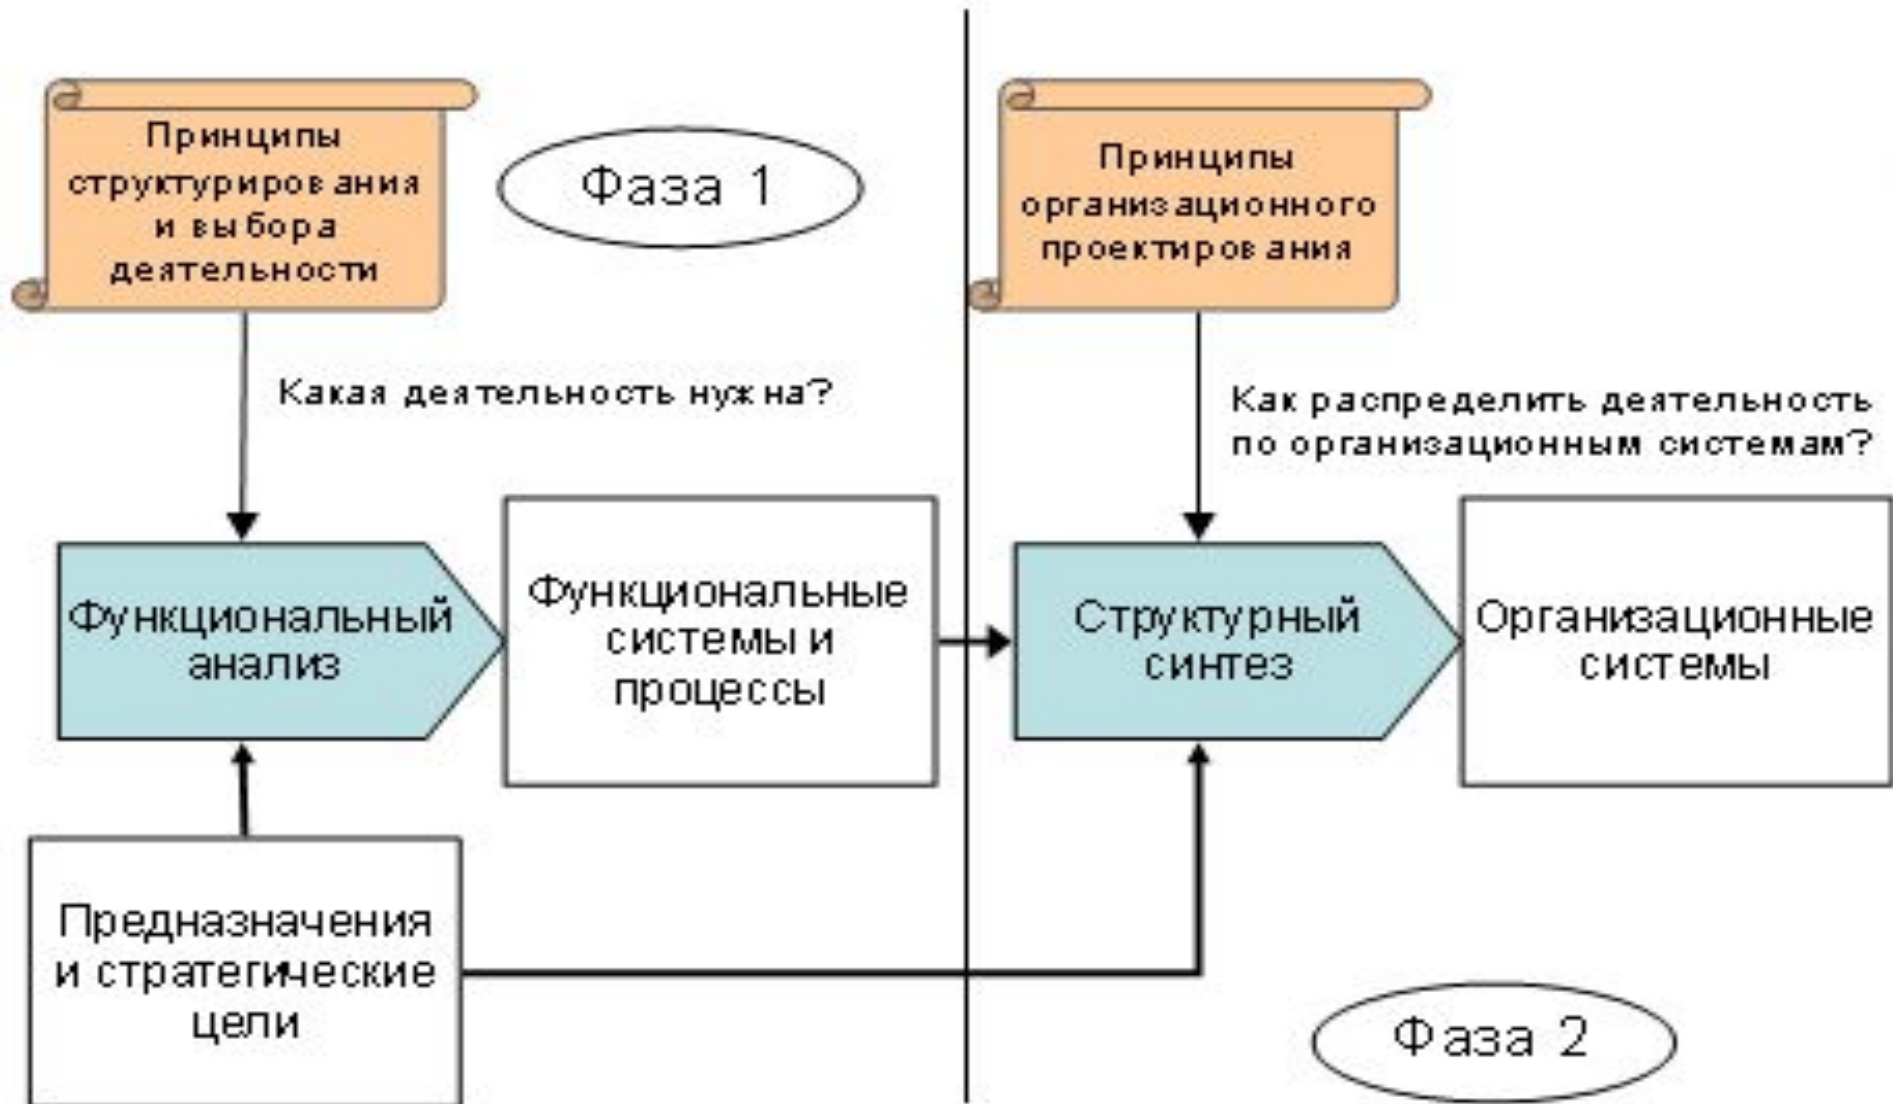 Принципы
структурирования
и выбора
деятельности
Фаза 1
Какая деятельность нужна?
Функциональный
анализ
Функциональные
системы и
процессы
Предназначения
и стратегические
цели
Принципы
организационного
проектирования
Как распределить деятельность
по организационным системам?
Структурный
синтез
Организационные
системы
Фаза 2